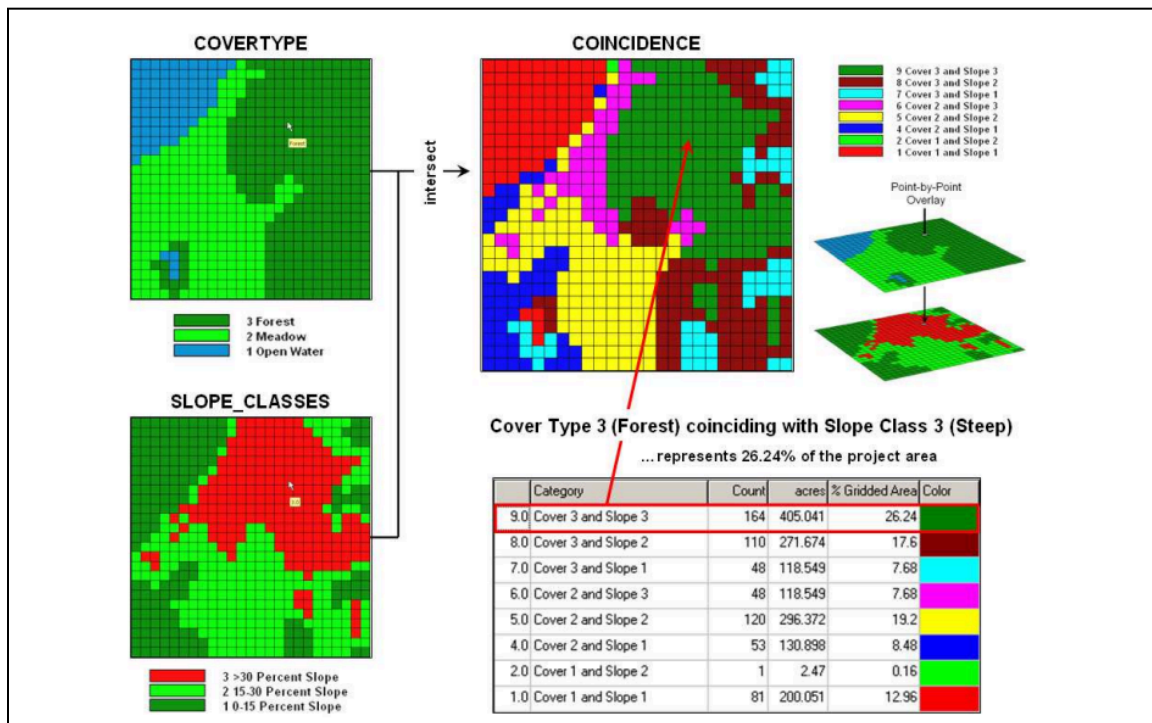 COVERTYPE
Forest
3 Forest
2 Meadow
1 Open Water
SLOPE_CLASSES
3 >30 Percent Slope
2 15-30 Percent Slope
1 0-15 Percent Slope
intersect
COINCIDENCE
9 Cover 3 and Slope 3
8 Cover 3 and Slope 2
7 Cover 3 and Slope 1
6 Cover 2 and Slope 3
5 Cover 2 and Slope 2
4 Cover 2 and Slope 1
2 Cover 1 and Slope 2
1 Cover 1 and Slope 1
Point-by-Point
Overlay
Cover Type 3 (Forest) coinciding with Slope Class 3 (Steep)
...represents 26.24% of the project area
Category Count acres % Gridded Area Color
9.0 Cover 3 and Slope 3 164 405.041 26.24
8.0 Cover 3 and Slope 2 110 271.674 17.6
7.0 Cover 3 and Slope 1 48 118.549 7.68
6.0 Cover 2 and Slope 3 48 118.549 7.68
5.0 Cover 2 and Slope 2 120 296.372 19.2
4.0 Cover 2 and Slope 1 53 130.898 8.48
2.0 Cover 1 and Slope 2 1 2.47 0.16
1.0 Cover 1 and Slope 1 81 200.051 12.96